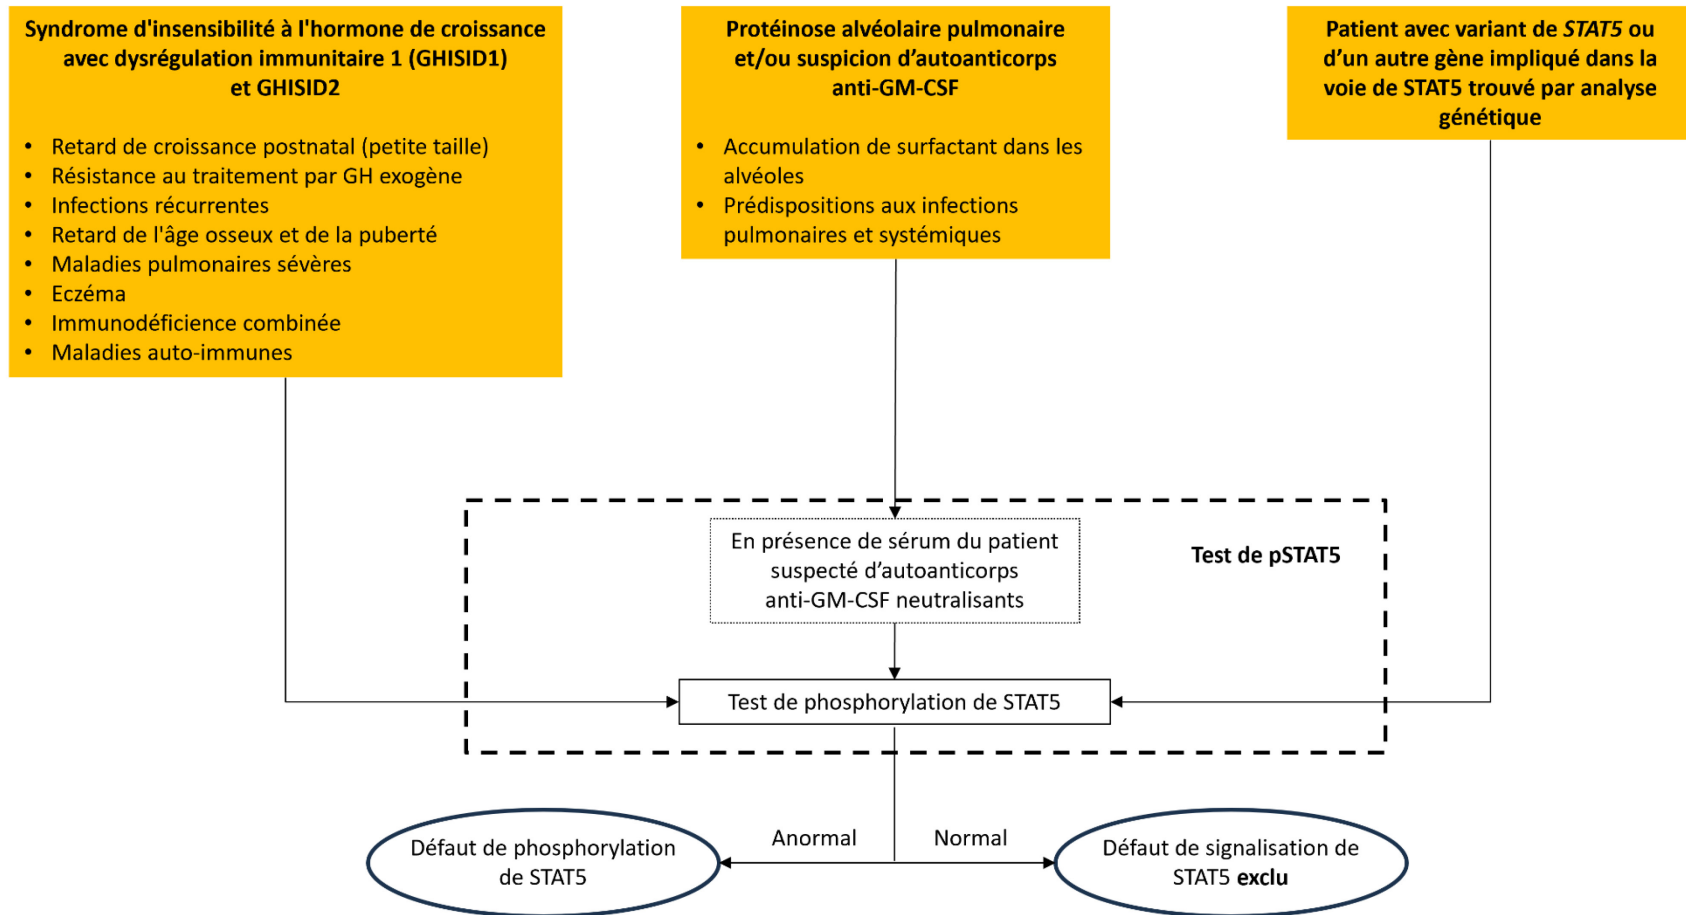 Syndrome d'insensibilité à l'hormone de croissance
avec dysrégulation immunitaire 1 (GHISID1)
et GHISID2
• Retard de croissance postnatal (petite taille)
• Résistance au traitement par GH exogène
• Infections récurrentes
• Retard de l'âge osseux et de la puberté
• Maladies pulmonaires sévères
• Eczéma
• Immunodéficience combinée
• Maladies auto-immunes
Protéinose alvéolaire pulmonaire
et/ou suspicion d’autoanticorps
anti-GM-CSF
• Accumulation de surfactant dans les
alvéoles
• Prédispositions aux infections
pulmonaires et systémiques
Patient avec variant de STAT5 ou
d’un autre gène impliqué dans la
voie de STAT5 trouvé par analyse
génétique
En présence de sérum du patient
suspecté d’autoanticorps
anti-GM-CSF neutralisants
Test de pSTAT5
Test de phosphorylation de STAT5
Anormal
Normal
Défaut de phosphorylation
de STAT5
Défaut de signalisation de
STAT5 exclu